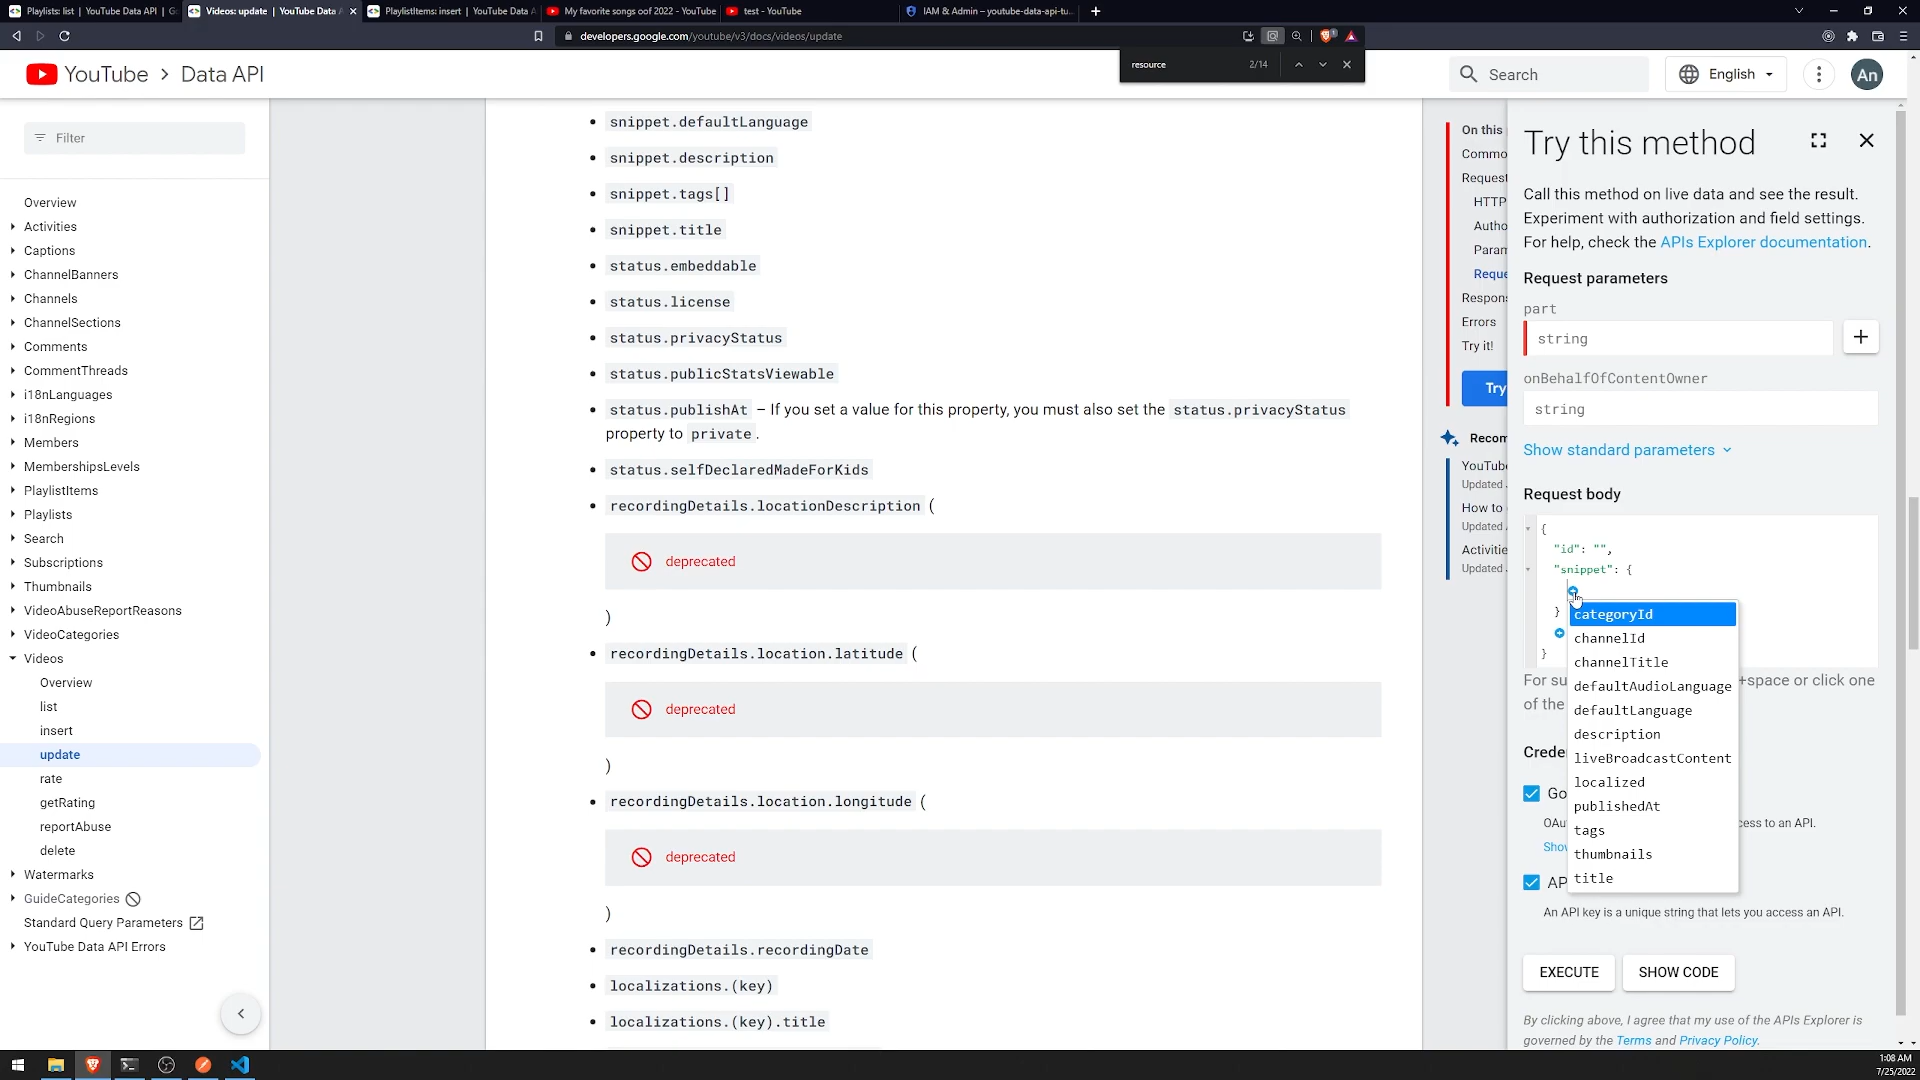 Playlists: list | YouTube Data API | G
Videos: update | YouTube Data
PlaylistItems: insert | YouTube Data A
My favorite songs oof 2022 - YouTube
test - YouTube
IAM & Admin – youtube-data-api-tu...
developers.google.com/youtube/v3/docs/videos/update
resource 2/14
YouTube > Data API
Search
English
An
Filter
Overview
Activities
Captions
ChannelBanners
Channels
ChannelSections
Comments
CommentThreads
i18nLanguages
i18nRegions
Members
MembershipsLevels
PlaylistItems
Playlists
Search
Subscriptions
Thumbnails
VideoAbuseReportReasons
VideoCategories
Videos
Overview
list
insert
update
rate
getRating
reportAbuse
delete
Watermarks
GuideCategories
Standard Query Parameters
YouTube Data API Errors
snippet.defaultLanguage
snippet.description
snippet.tags[]
snippet.title
status.embeddable
status.license
status.privacyStatus
status.publicStatsViewable
status.publishAt – If you set a value for this property, you must also set the status.privacyStatus
property to private.
status.selfDeclaredMadeForKids
recordingDetails.locationDescription (
deprecated
)
recordingDetails.location.latitude (
deprecated
)
recordingDetails.location.longitude (
deprecated
)
recordingDetails.recordingDate
localizations.(key)
localizations.(key).title
On this
Commo
Request
HTTP
Autho
Param
Reque
Respon
Errors
Try it!
Try
Recom
YouTube
Updated
How to
Updated
Activitie
Updated
Try this method
Call this method on live data and see the result.
Experiment with authorization and field settings.
For help, check the APIs Explorer documentation.
Request parameters
part
string
onBehalfOfContentOwner
string
Show standard parameters
Request body
{
"id": "",
"snippet": {
}
}
categoryId
channelId
channelTitle
defaultAudioLanguage
defaultLanguage
description
liveBroadcastContent
localized
publishedAt
tags
thumbnails
title
For su +space or click one
of the
Crede
Go
OAu cess to an API.
Show
AP
An API key is a unique string that lets you access an API.
EXECUTE
SHOW CODE
By clicking above, I agree that my use of the APIs Explorer is
governed by the Terms and Privacy Policy.
1:08 AM
7/25/2022